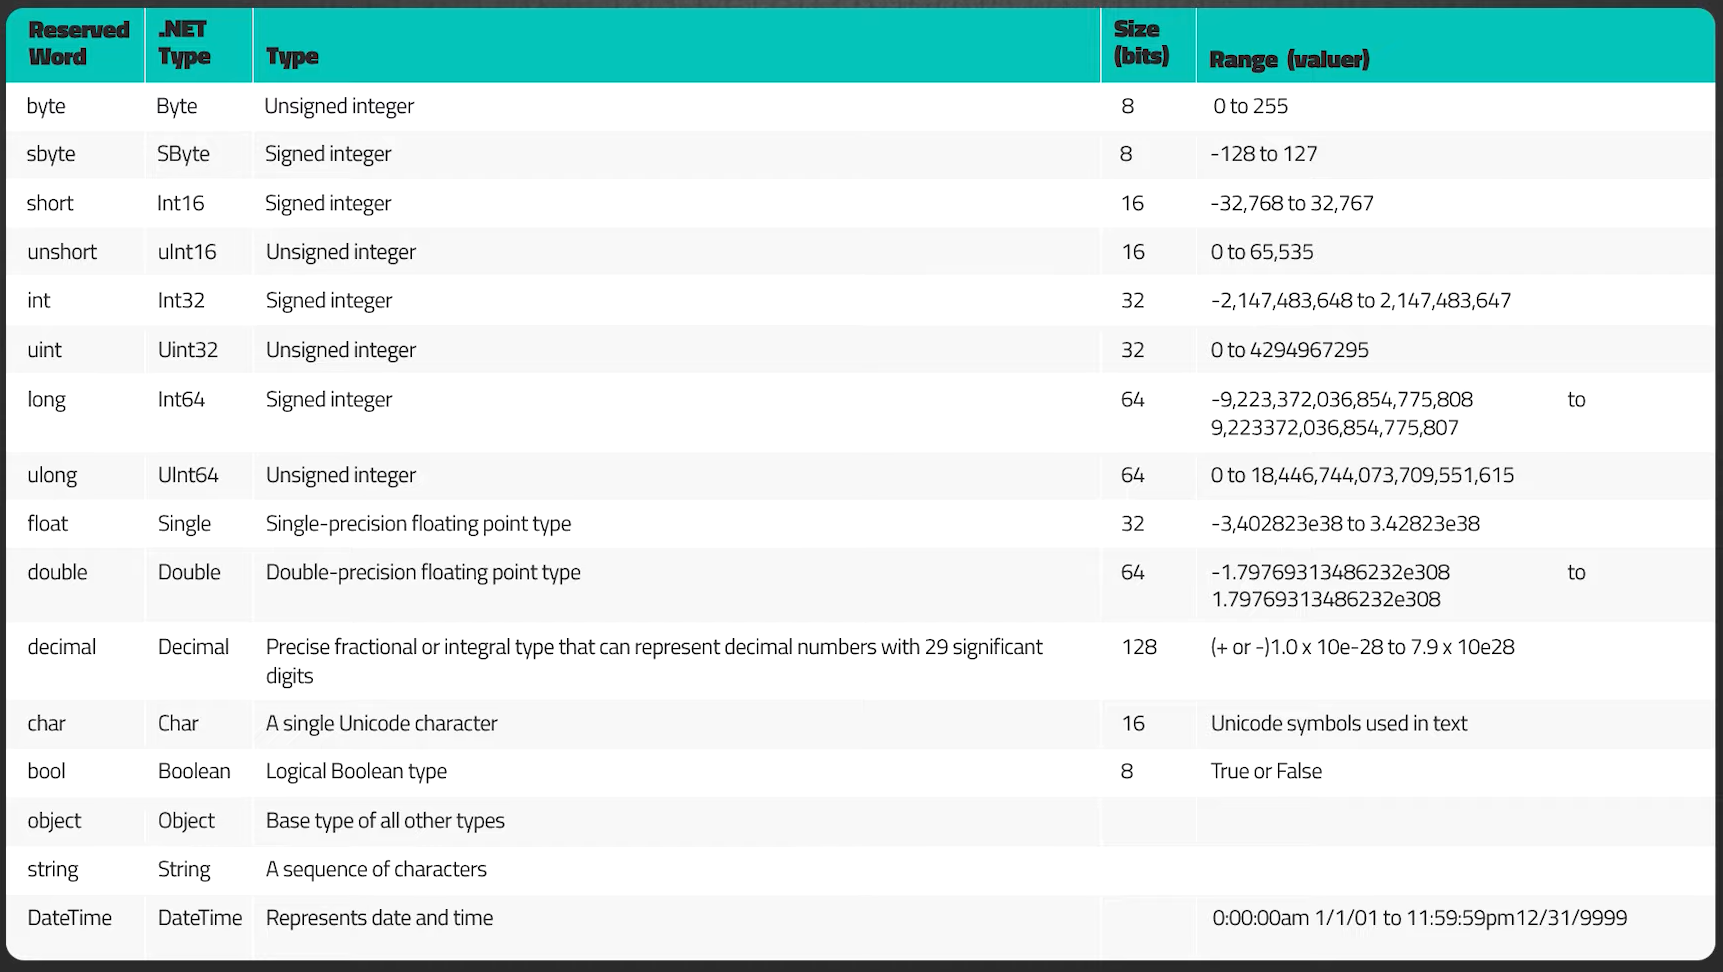 Reserved Word .NET Type Type Size (bits) Range (valuer)
byte Byte Unsigned integer 8 0 to 255
sbyte SByte Signed integer 8 -128 to 127
short Int16 Signed integer 16 -32,768 to 32,767
unshort uInt16 Unsigned integer 16 0 to 65,535
int Int32 Signed integer 32 -2,147,483,648 to 2,147,483,647
uint Uint32 Unsigned integer 32 0 to 4294967295
long Int64 Signed integer 64 -9,223,372,036,854,775,808 to
9,223372,036,854,775,807
ulong UInt64 Unsigned integer 64 0 to 18,446,744,073,709,551,615
float Single Single-precision floating point type 32 -3,402823e38 to 3.42823e38
double Double Double-precision floating point type 64 -1.79769313486232e308 to
1.79769313486232e308
decimal Decimal Precise fractional or integral type that can represent decimal numbers with 29 significant 128 (+ or -)1.0 x 10e-28 to 7.9 x 10e28
digits
char Char A single Unicode character 16 Unicode symbols used in text
bool Boolean Logical Boolean type 8 True or False
object Object Base type of all other types
string String A sequence of characters
DateTime DateTime Represents date and time 0:00:00am 1/1/01 to 11:59:59pm12/31/9999